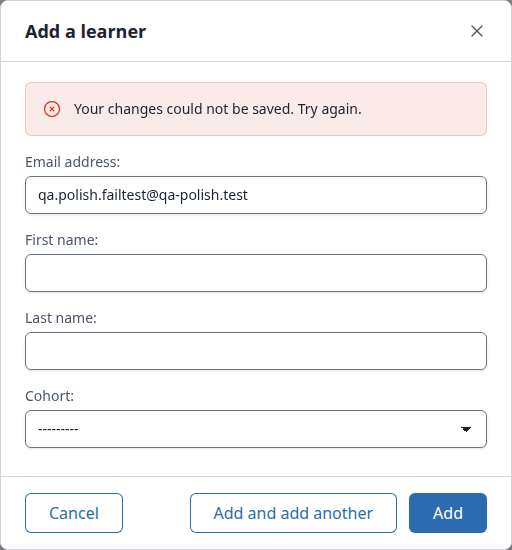 Add a learner
Your changes could not be saved. Try again.
Email address:
qa.polish.failtest@qa-polish.test
First name:
Last name:
Cohort:
---------
Cancel
Add and add another
Add